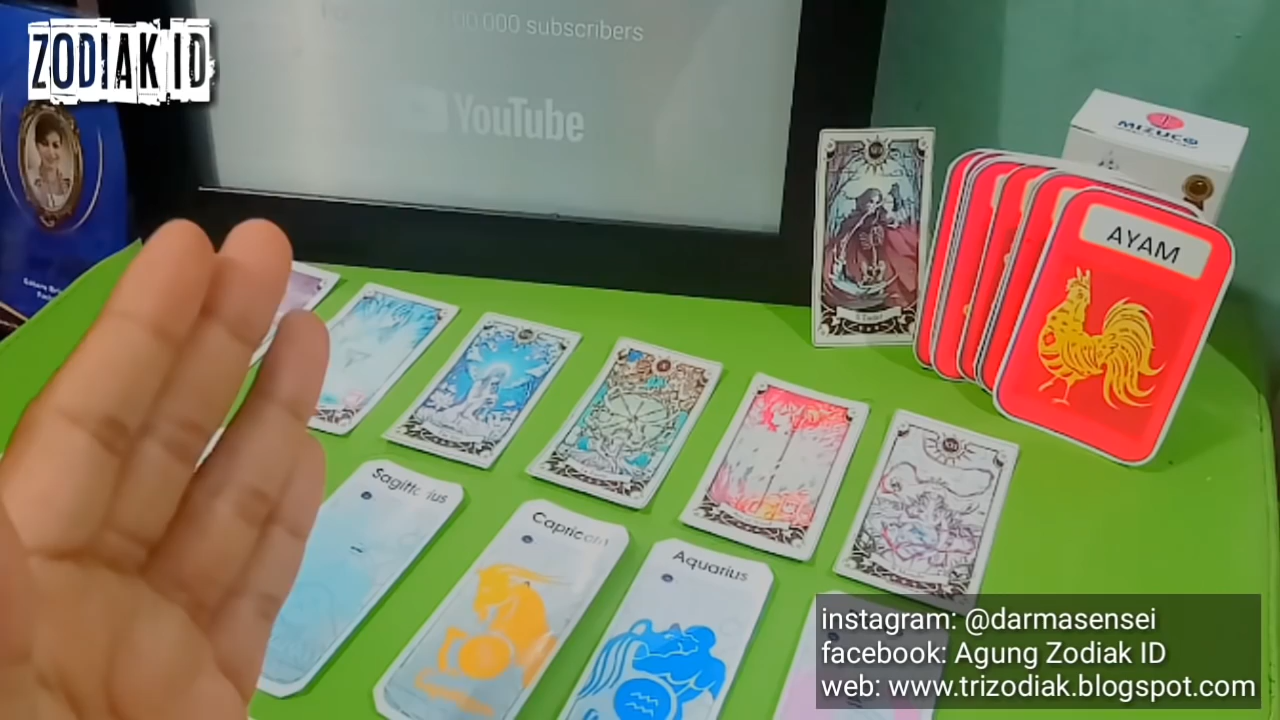 ZODIAK ID
00.000 subscribers
YouTube
MIZUCO
AYAM
Sagittarius
Capricorn
Aquarius
instagram: @darmasensei
facebook: Agung Zodiak ID
web: www.trizodiak.blogspot.com